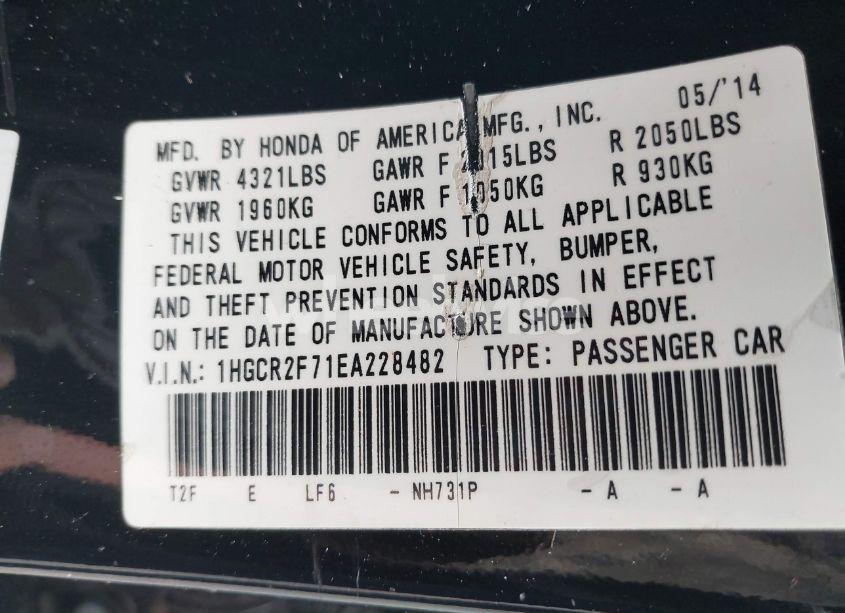 05/'14
MFD. BY HONDA OF AMERICA MFG., INC.
GVWR 4321LBS GAWR F 15LBS R 2050LBS
GVWR 1960KG GAWR F 1050KG R 930KG
THIS VEHICLE CONFORMS TO ALL APPLICABLE
FEDERAL MOTOR VEHICLE SAFETY, BUMPER,
AND THEFT PREVENTION STANDARDS IN EFFECT
ON THE DATE OF MANUFACTURE SHOWN ABOVE.
V.I.N.: 1HGCR2F71EA228482 TYPE: PASSENGER CAR
T2F E LF6 - NH731P - A - A